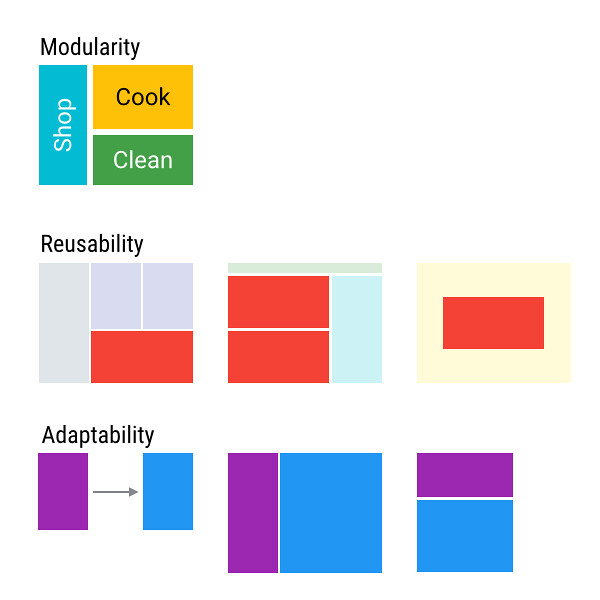 Modularity
Shop
Cook
Clean
Reusability
Adaptability